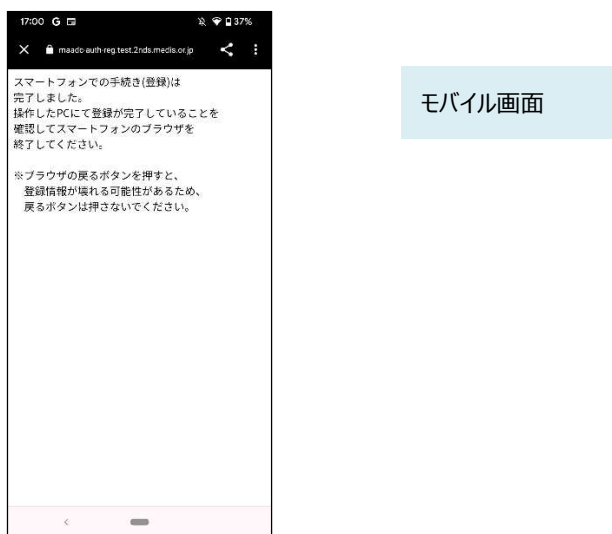 17:00 G 37%
maadc-auth-reg.test.2nds.medis.or.jp
スマートフォンでの手続き(登録)は
完了しました。
操作したPCにて登録が完了していることを
確認してスマートフォンのブラウザを
終了してください。
※ブラウザの戻るボタンを押すと、
登録情報が壊れる可能性があるため、
戻るボタンは押さないでください。
モバイル画面